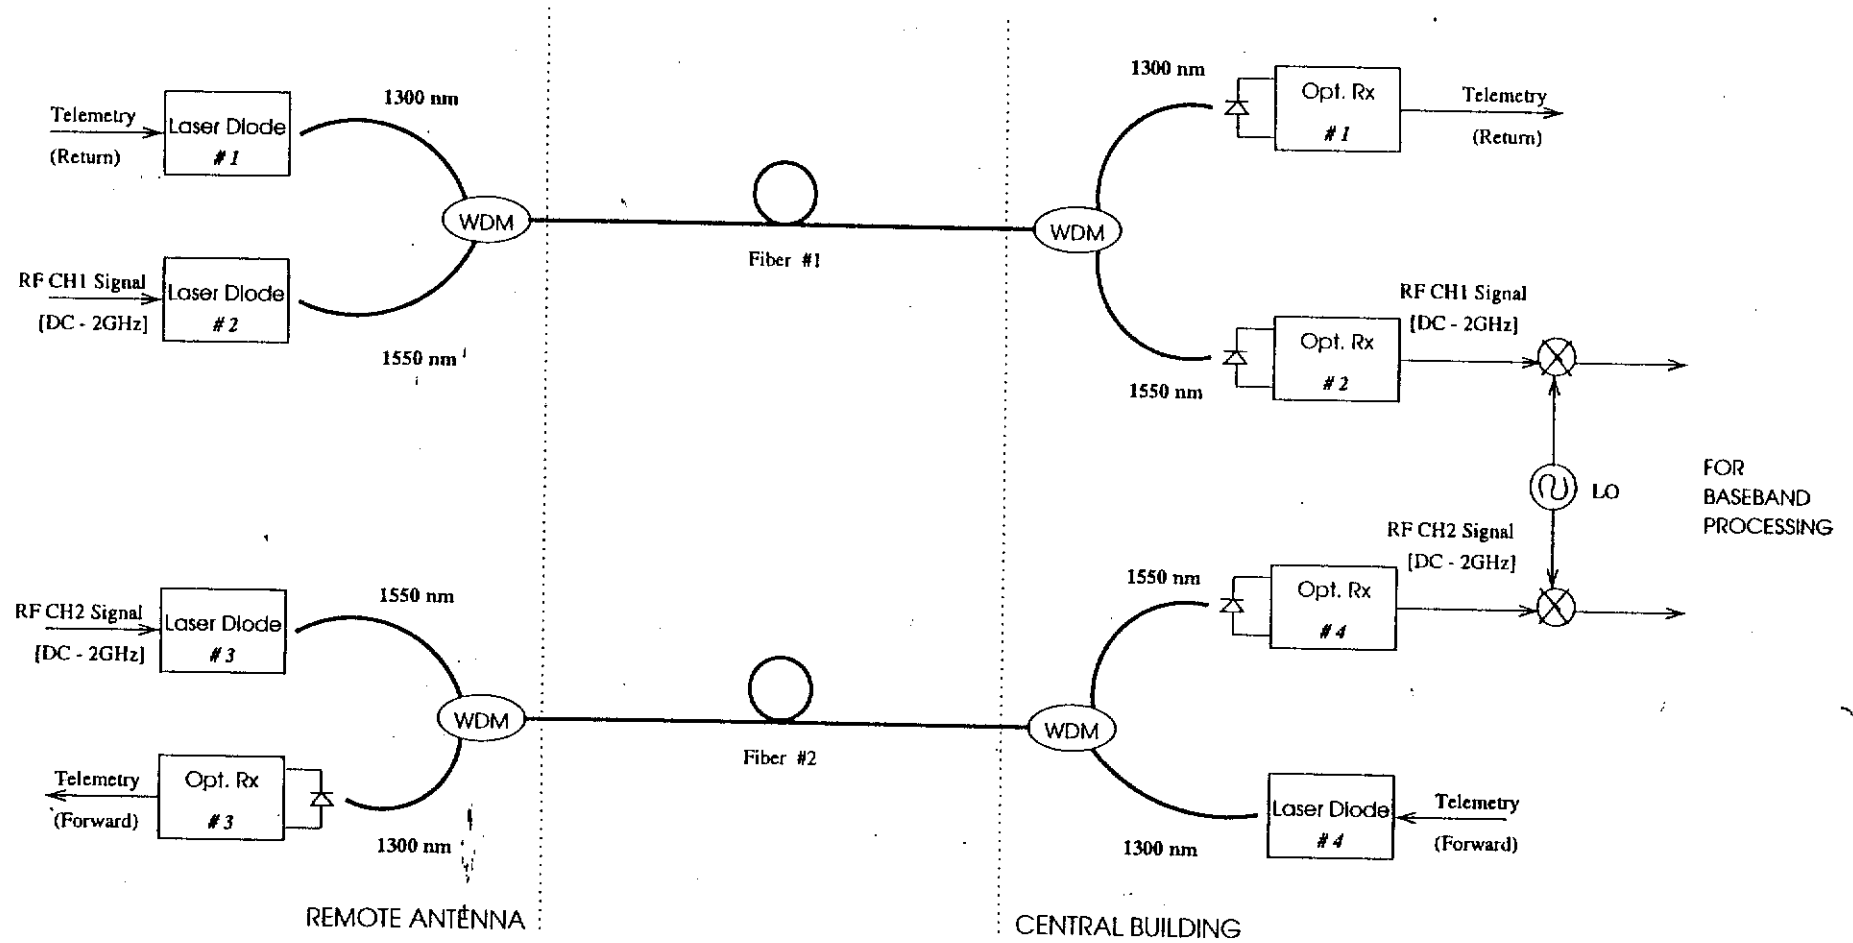 1300 nm
Telemetry
(Return)
Laser Diode
#1
WDM
RF CH1 Signal
[DC - 2GHz]
Laser Diode
#2
1550 nm
Fiber #1
1300 nm
Opt. Rx
#1
Telemetry
(Return)
WDM
RF CH1 Signal
[DC - 2GHz]
Opt. Rx
#2
1550 nm
LO
FOR
BASEBAND
PROCESSING
RF CH2 Signal
[DC - 2GHz]
Laser Diode
#3
1550 nm
WDM
Telemetry
(Forward)
Opt. Rx
#3
1300 nm
Fiber #2
RF CH2 Signal
[DC - 2GHz]
1550 nm
Opt. Rx
#4
WDM
Laser Diode
#4
Telemetry
(Forward)
1300 nm
REMOTE ANTENNA
CENTRAL BUILDING